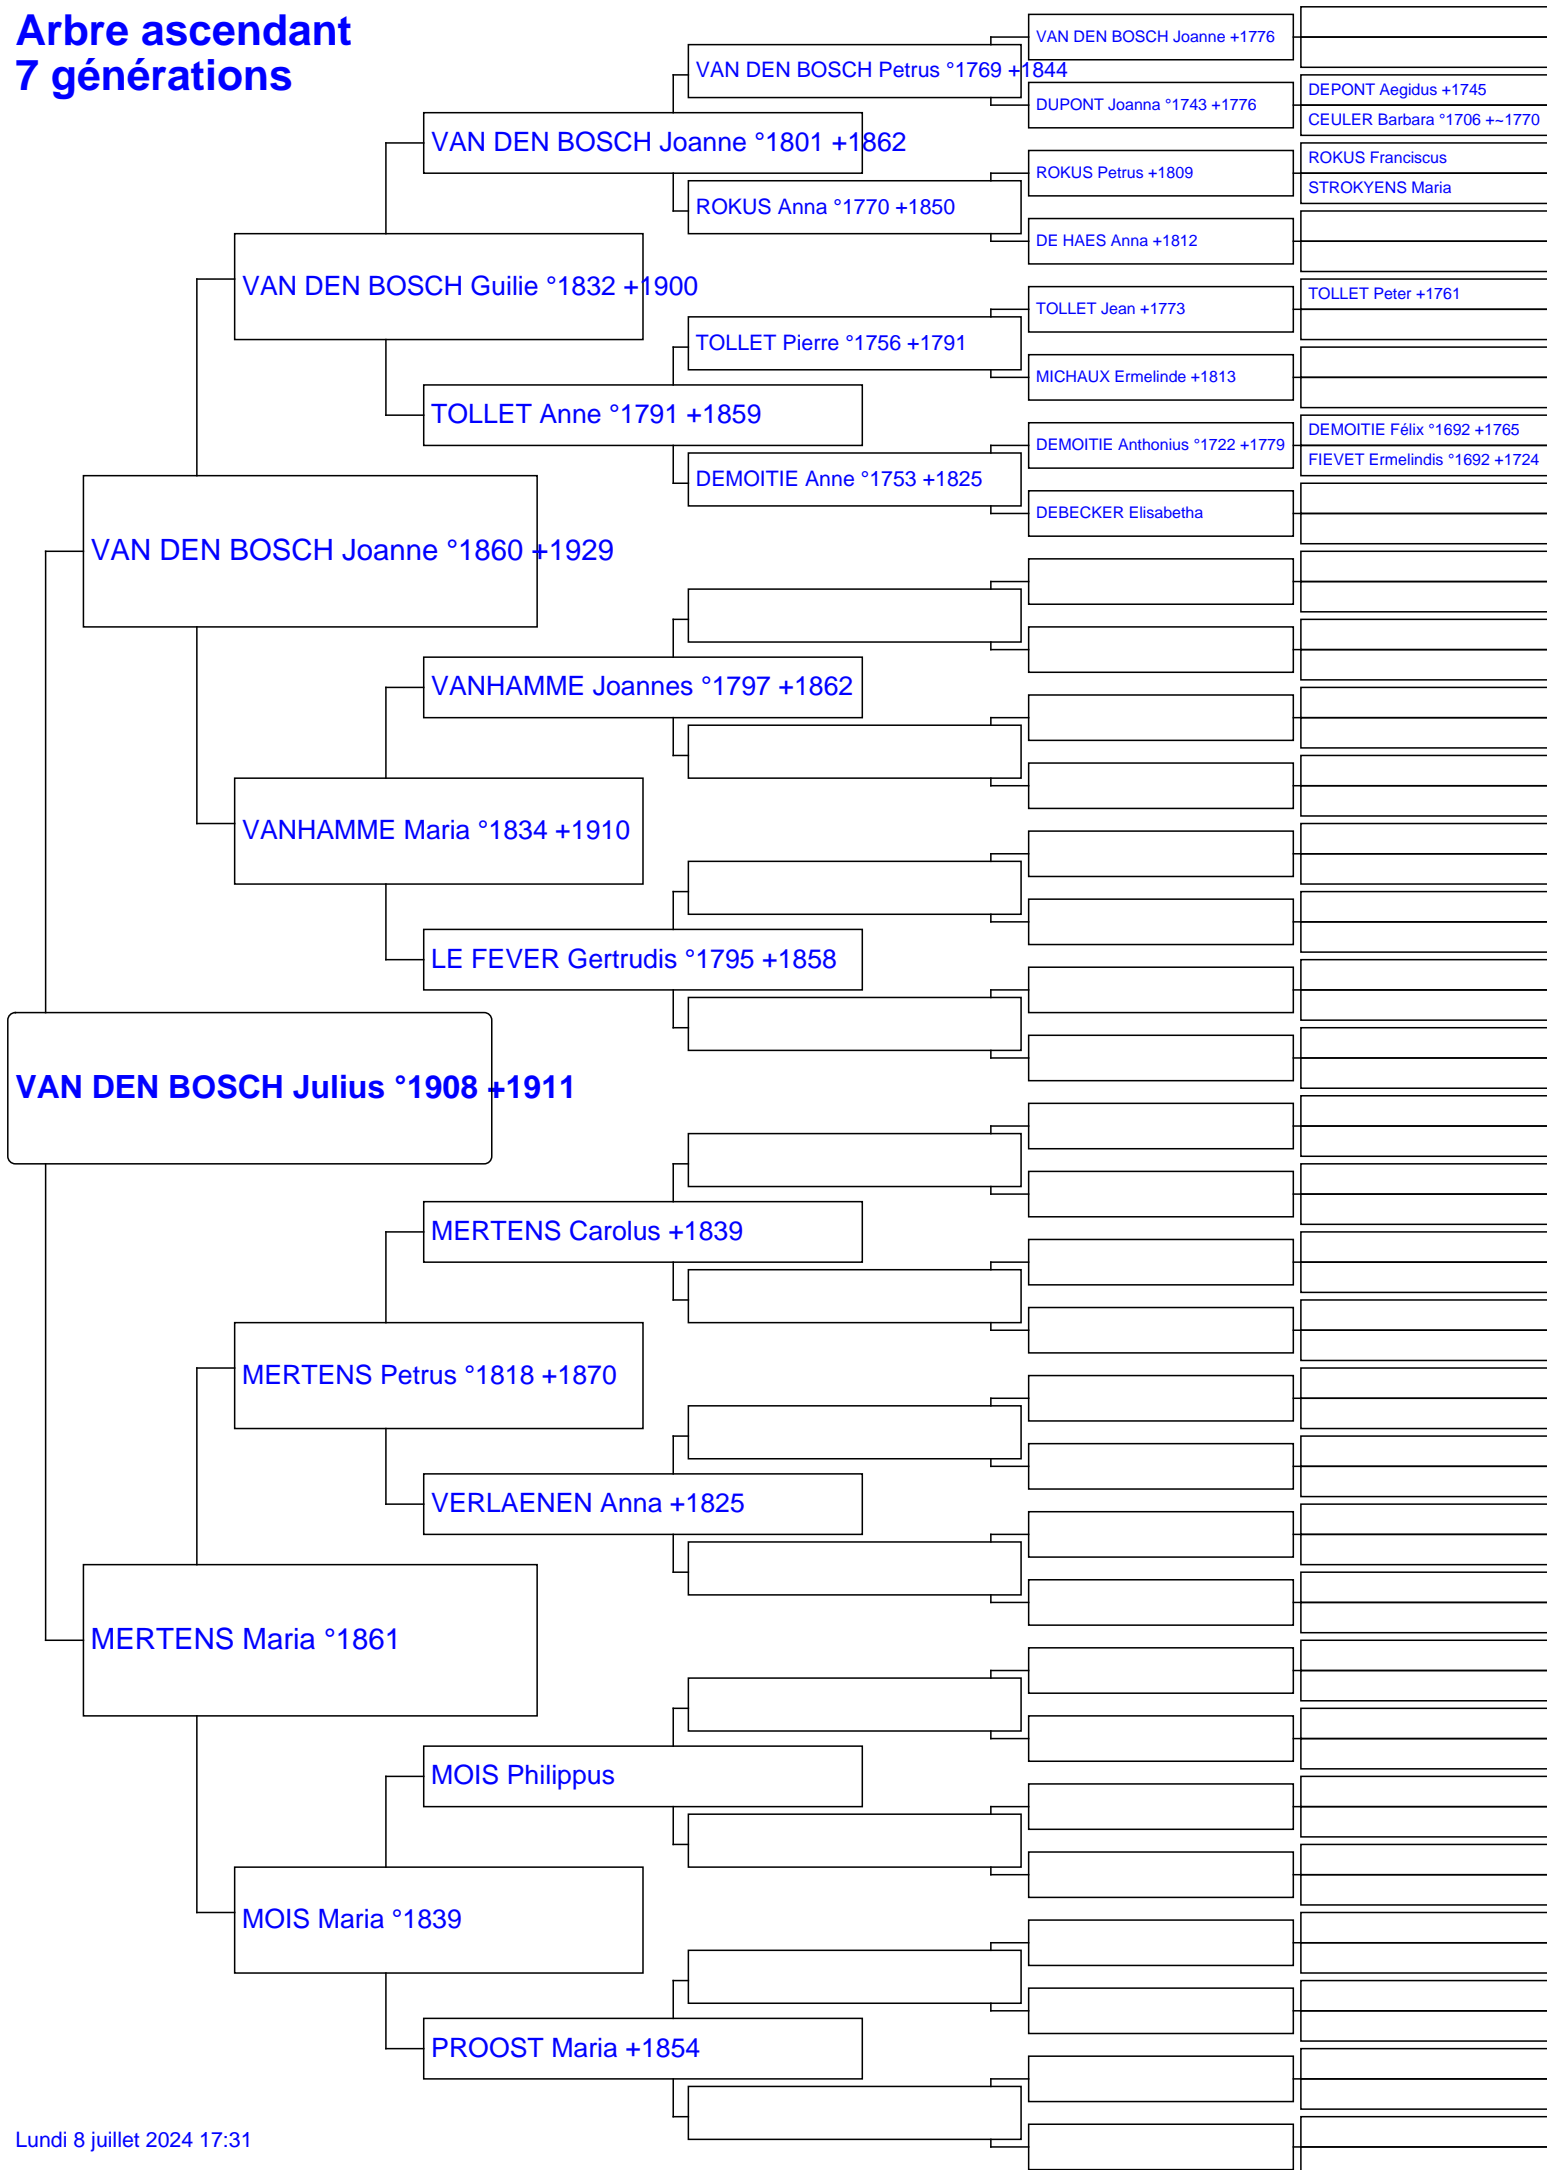 Arbre ascendant
7 générations
VAN DEN BOSCH Joanne +1776
VAN DEN BOSCH Petrus °1769 +1844
DEPONT Aegidus +1745
DUPONT Joanna °1743 +1776
CEULER Barbara °1706 +~1770
VAN DEN BOSCH Joanne °1801 +1862
ROKUS Franciscus
ROKUS Petrus +1809
STROKYENS Maria
ROKUS Anna °1770 +1850
DE HAES Anna +1812
VAN DEN BOSCH Guilie °1832 +1900
TOLLET Peter +1761
TOLLET Jean +1773
TOLLET Pierre °1756 +1791
MICHAUX Ermelinde +1813
TOLLET Anne °1791 +1859
DEMOITIE Félix °1692 +1765
DEMOITIE Anthonius °1722 +1779
FIEVET Ermelindis °1692 +1724
DEMOITIE Anne °1753 +1825
DEBECKER Elisabetha
VAN DEN BOSCH Joanne °1860 +1929
VANHAMME Joannes °1797 +1862
VANHAMME Maria °1834 +1910
LE FEVER Gertrudis °1795 +1858
VAN DEN BOSCH Julius °1908 +1911
MERTENS Carolus +1839
MERTENS Petrus °1818 +1870
VERLAENEN Anna +1825
MERTENS Maria °1861
MOIS Philippus
MOIS Maria °1839
PROOST Maria +1854
Lundi 8 juillet 2024 17:31